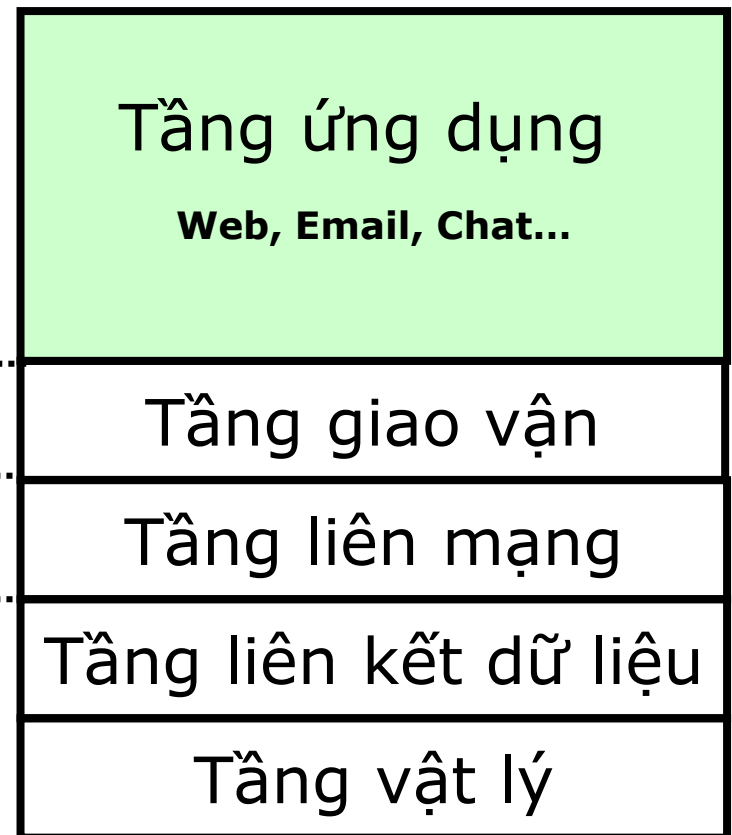 Tầng ứng dụng
Web, Email, Chat...
Tầng giao vận
Tầng liên mạng
Tầng liên kết dữ liệu
Tầng vật lý